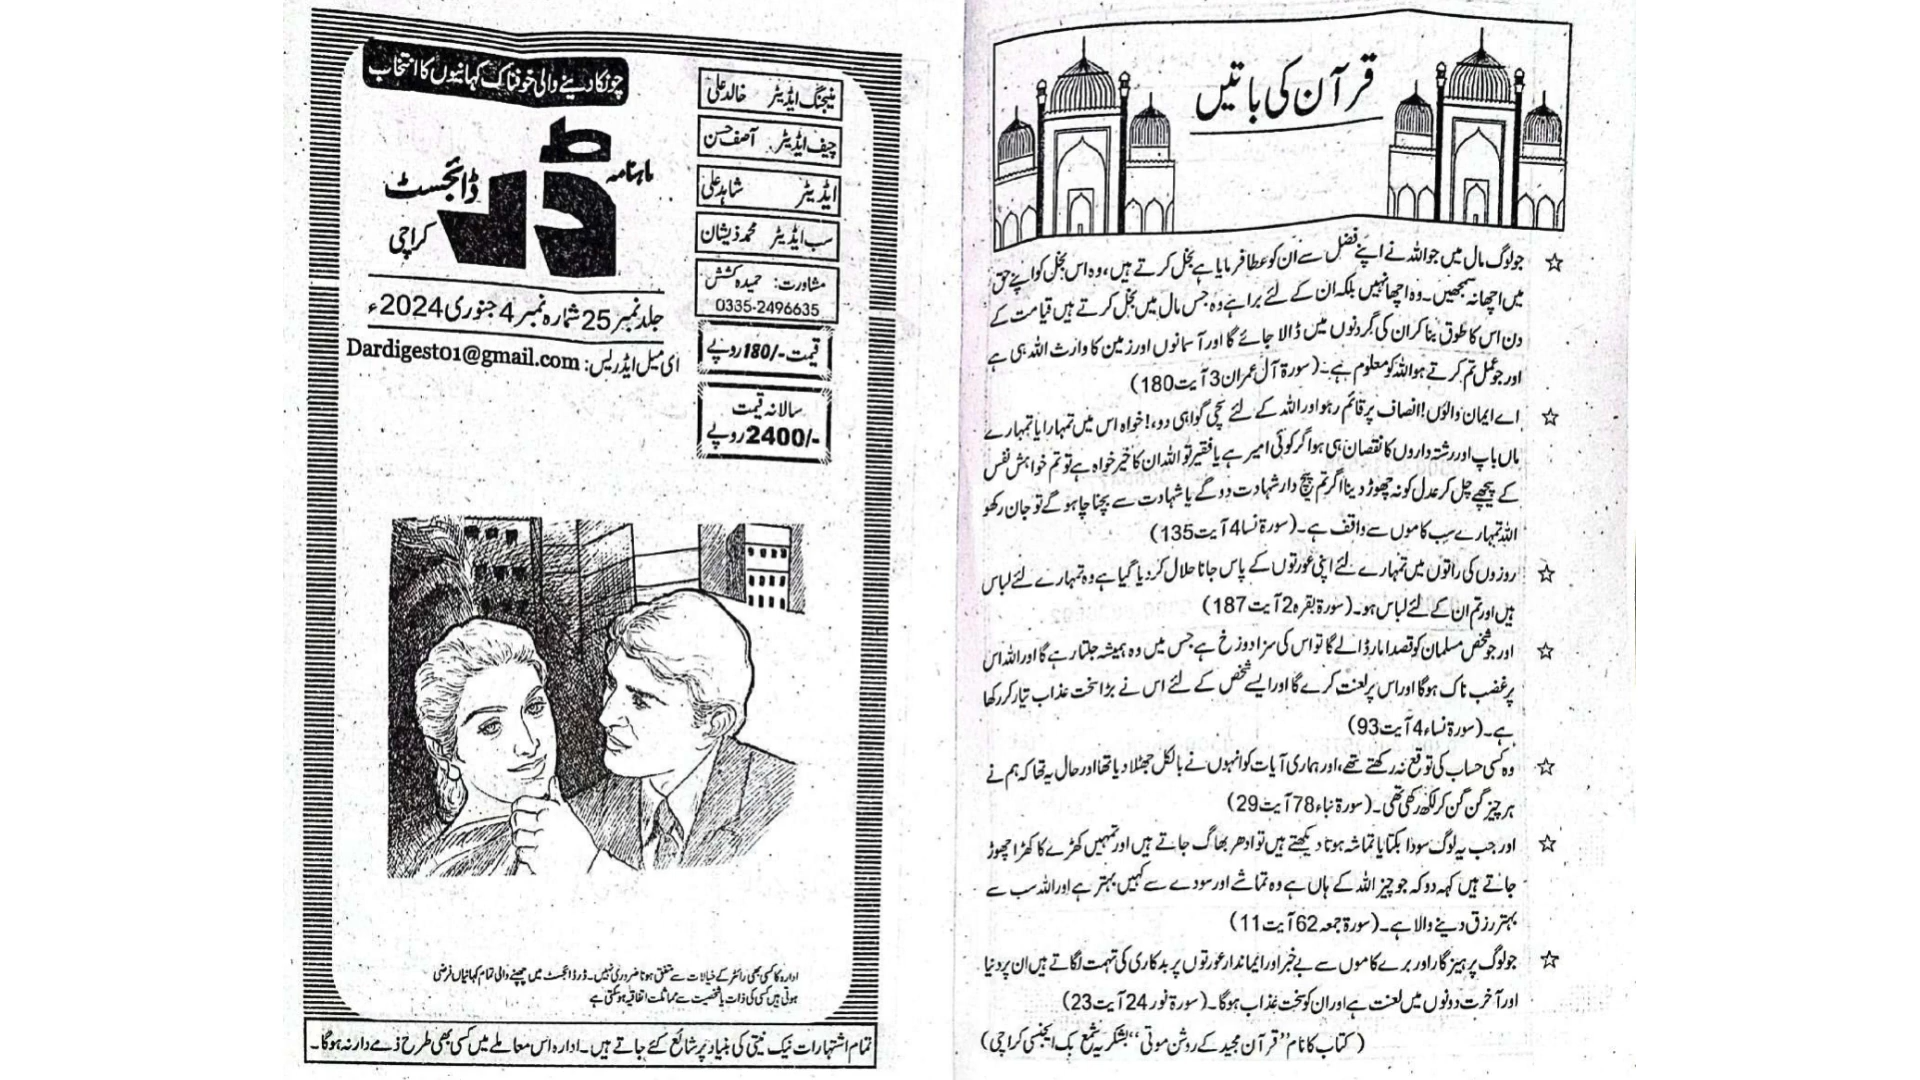 چونکا دینے والی خوفناک کہانیوں کا انتخاب
ماہنامہ
ڈر
ڈائجسٹ
کراچی
جلد نمبر 25 شمارہ نمبر 4 جنوری 2024ء
ای میل ایڈریس: Dardigest01@gmail.com
منیجنگ ایڈیٹر خالد علی
چیف ایڈیٹر آصف حسن
ایڈیٹر شاہد علی
سب ایڈیٹر محمد ذیشان
مشاورت: حمیدہ کشش
0335-2496635
قیمت -/180 روپے
سالانہ قیمت
-/2400 روپے
ادارہ کا کسی بھی رائٹر کے خیالات سے متفق ہونا ضروری نہیں۔ ڈر ڈائجسٹ میں چھپنے والی تمام کہانیاں فرضی
ہوتی ہیں کسی کی ذات یا شخصیت سے مماثلت اتفاقیہ ہوسکتی ہے
تمام اشتہارات نیک نیتی کی بنیاد پر شائع کئے جاتے ہیں۔ ادارہ اس معاملے میں کسی بھی طرح ذمے دار نہ ہوگا۔
قرآن کی باتیں
☆ جو لوگ مال میں جو اللہ نے اپنے فضل سے ان کو عطا فرمایا ہے بخل کرتے ہیں، وہ اس بخل کو اپنے حق
میں اچھا نہ سمجھیں۔ وہ اچھا نہیں بلکہ ان کے لئے برا ہے وہ جس مال میں بخل کرتے ہیں قیامت کے
دن اس کا طوق بنا کر ان کی گردنوں میں ڈالا جائے گا اور آسمانوں اور زمین کا وارث اللہ ہی ہے
اور جو عمل تم کرتے ہو اللہ کو معلوم ہے۔ (سورۃ آل عمران 3 آیت 180)
☆ اے ایمان والوں! انصاف پر قائم رہو اور اللہ کے لئے سچی گواہی دو،! خواہ اس میں تمہارا یا تمہارے
ماں باپ اور رشتہ داروں کا نقصان ہی ہو اگر کوئی امیر ہے یا فقیر تو اللہ ان کا خیر خواہ ہے تو تم خواہش نفس
کے پیچھے چل کر عدل کو نہ چھوڑ دینا اگر تم پیچ دار شہادت دو گے یا شہادت سے بچنا چاہو گے تو جان رکھو
اللہ تمہارے سب کاموں سے واقف ہے۔ (سورۃ نسا 4 آیت 135)
☆ روزوں کی راتوں میں تمہارے لئے اپنی عورتوں کے پاس جانا حلال کر دیا گیا ہے وہ تمہارے لئے لباس
ہیں اور تم ان کے لئے لباس ہو۔ (سورۃ بقرہ 2 آیت 187)
☆ اور جو شخص مسلمان کو قصدا مار ڈالے گا تو اس کی سزا دوزخ ہے جس میں وہ ہمیشہ جلتا رہے گا اور اللہ اس
پر غضب ناک ہوگا اور اس پر لعنت کرے گا اور ایسے شخص کے لئے اس نے بڑا سخت عذاب تیار کر رکھا
ہے۔ (سورۃ نساء 4 آیت 93)
☆ وہ کسی حساب کی توقع نہ رکھتے تھے، اور ہماری آیات کو انہوں نے بالکل جھٹلا دیا تھا اور حال یہ تھا کہ ہم نے
ہر چیز گن گن کر لکھ رکھی تھی۔ (سورۃ نباء 78 آیت 29)
☆ اور جب یہ لوگ سودا بکتا یا تماشہ ہوتا دیکھتے ہیں تو ادھر بھاگ جاتے ہیں اور تمہیں کھڑے کا کھڑا چھوڑ
جاتے ہیں کہہ دو کہ جو چیز اللہ کے ہاں ہے وہ تماشے اور سودے سے کہیں بہتر ہے اور اللہ سب سے
بہتر رزق دینے والا ہے۔ (سورۃ جمعہ 62 آیت 11)
☆ جو لوگ پرہیزگار اور برے کاموں سے بے خبر اور ایماندار عورتوں پر بدکاری کی تہمت لگاتے ہیں ان پر دنیا
اور آخرت دونوں میں لعنت ہے اور ان کو سخت عذاب ہوگا۔ (سورۃ نور 24 آیت 23)
(کتاب کا نام ”قرآن مجید کے روشن موتی“ بشکریہ شمع بک ایجنسی کراچی)